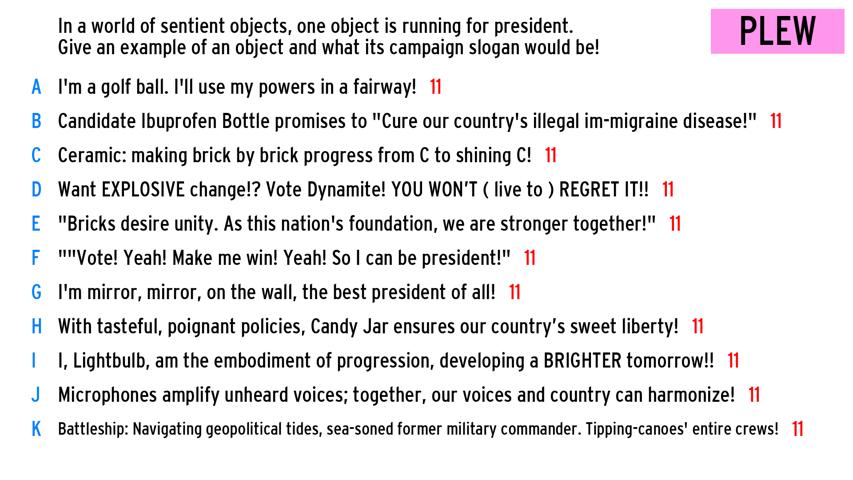 In a world of sentient objects, one object is running for president.
Give an example of an object and what its campaign slogan would be!
PLEW
A I'm a golf ball. I'll use my powers in a fairway! 11
B Candidate Ibuprofen Bottle promises to "Cure our country's illegal im-migraine disease!" 11
C Ceramic: making brick by brick progress from C to shining C! 11
D Want EXPLOSIVE change!? Vote Dynamite! YOU WON’T ( live to ) REGRET IT!! 11
E "Bricks desire unity. As this nation's foundation, we are stronger together!" 11
F ""Vote! Yeah! Make me win! Yeah! So I can be president!" 11
G I'm mirror, mirror, on the wall, the best president of all! 11
H With tasteful, poignant policies, Candy Jar ensures our country’s sweet liberty! 11
I I, Lightbulb, am the embodiment of progression, developing a BRIGHTER tomorrow!! 11
J Microphones amplify unheard voices; together, our voices and country can harmonize! 11
K Battleship: Navigating geopolitical tides, sea-soned former military commander. Tipping-canoes' entire crews! 11